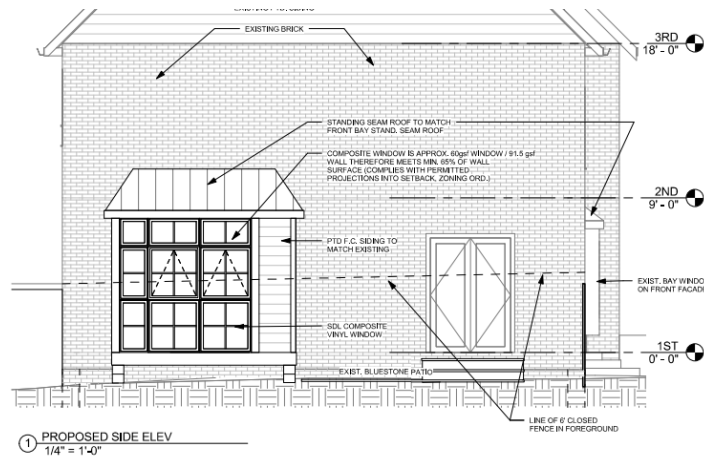 EXISTING BRICK
3RD
18' - 0"
STANDING SEAM ROOF TO MATCH
FRONT BAY STAND. SEAM ROOF
COMPOSITE WINDOW IS APPROX. 60gsf WINDOW / 91.5 gsf
WALL THEREFORE MEETS MIN. 65% OF WALL
SURFACE (COMPLIES WITH PERMITTED
PROJECTIONS INTO SETBACK, ZONING ORD.)
2ND
9' - 0"
PTD F.C. SIDING TO
MATCH EXISTING
EXIST. BAY WINDO
ON FRONT FACADE
SDL COMPOSITE
VINYL WINDOW
1ST
0' - 0"
EXIST. BLUESTONE PATIO
LINE OF 6' CLOSED
FENCE IN FOREGROUND
1 PROPOSED SIDE ELEV
1/4" = 1'-0"